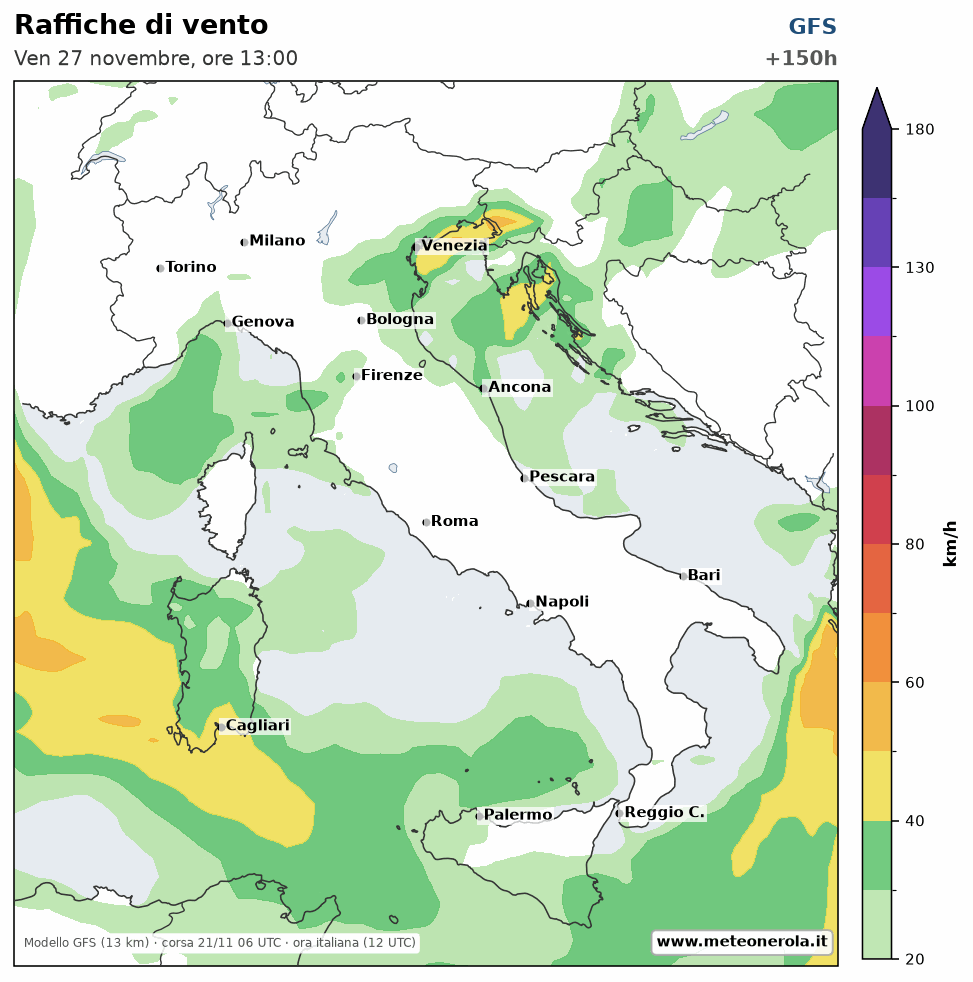 Raffiche di vento
GFS
Ven 27 novembre, ore 13:00
+150h
180
130
100
80
60
40
20
km/h
Milano
Venezia
Torino
Genova
Bologna
Firenze
Ancona
Pescara
Roma
Bari
Napoli
Cagliari
Palermo
Reggio C.
Modello GFS (13 km) · corsa 21/11 06 UTC · ora italiana (12 UTC)
www.meteonerola.it